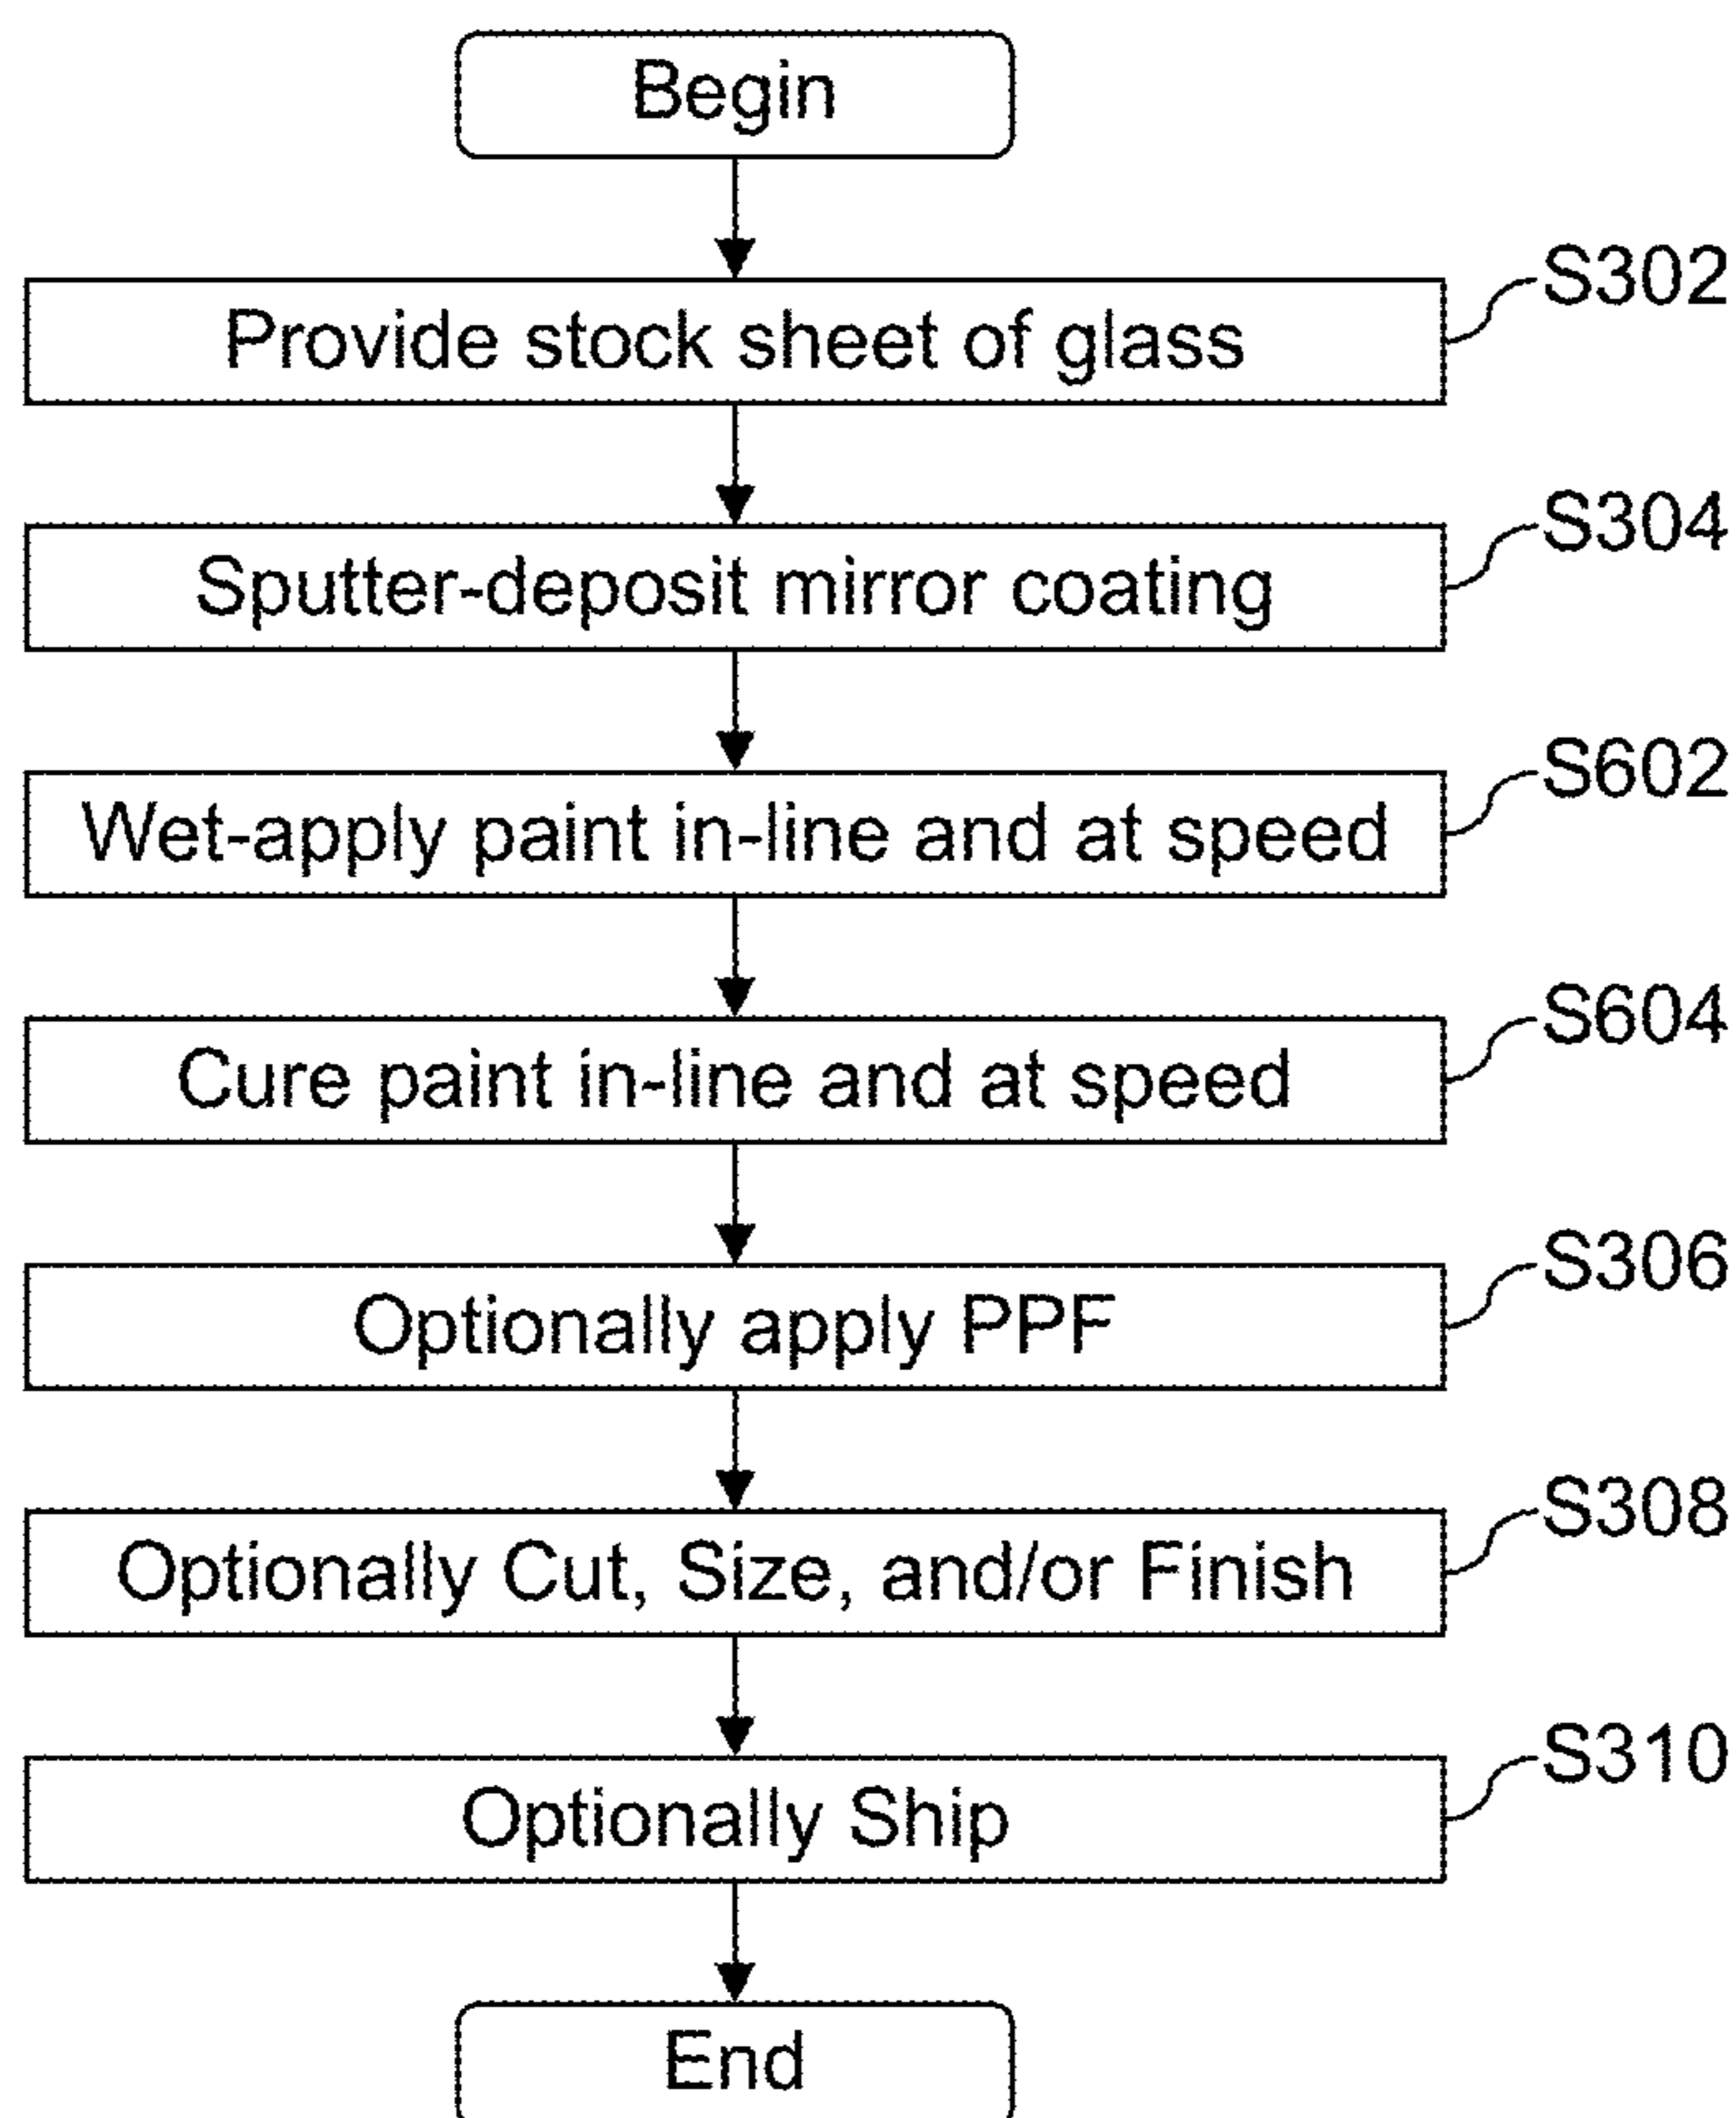 Begin
Provide stock sheet of glass
S302
Sputter-deposit mirror coating
S304
Wet-apply paint in-line and at speed
S602
Cure paint in-line and at speed
S604
Optionally apply PPF
S306
Optionally Cut, Size, and/or Finish
S308
Optionally Ship
S310
End